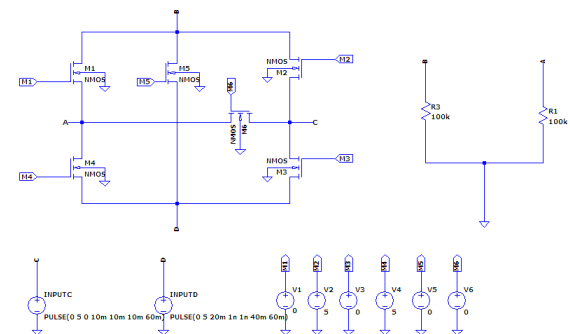 B
M1
M1
NMOS
M5
M5
NMOS
NMOS
M2
M2
M6
NMOS
M6
A
C
M4
M4
NMOS
NMOS
M3
M3
D
B
A
R3
100k
R1
100k
C
D
INPUTC
PULSE(0 5 0 10m 10m 10m 60m)
INPUTD
PULSE(0 5 20m 1n 1n 40m 60m)
M1
V1
0
M2
V2
5
M3
V3
0
M4
V4
5
M5
V5
0
M6
V6
0